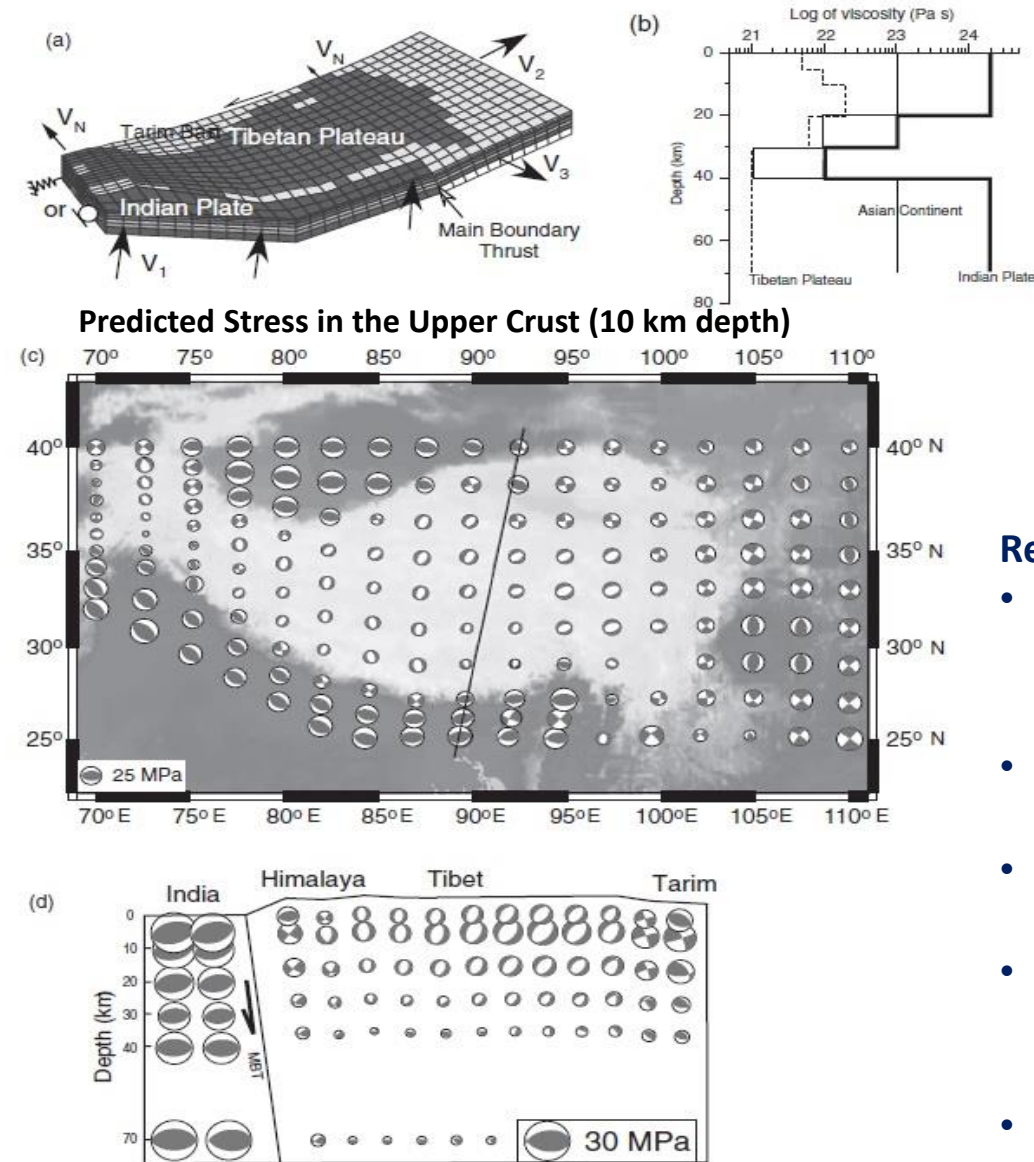 (a)
V_N
V_N
V_2
Tarim Basi
Tibetan Plateau
V_3
or
Indian Plate
Main Boundary
Thrust
V_1
(b)
Log of viscosity (Pa s)
21 22 23 24
0
20
40
60
80
Depth (km)
Asian Continent
Tibetan Plateau
Indian Plate
Predicted Stress in the Upper Crust (10 km depth)
(c)
70° 75° 80° 85° 90° 95° 100° 105° 110°
40° 40° N
35° 35° N
30° 30° N
25° 25° N
25 MPa
70° E 75° E 80° E 85° E 90° E 95° E 100° E 105° E 110° E
Re
•
•
•
•
•
(d)
India Himalaya Tibet Tarim
0
10
20
30
40
70
Depth (km)
MBT
30 MPa